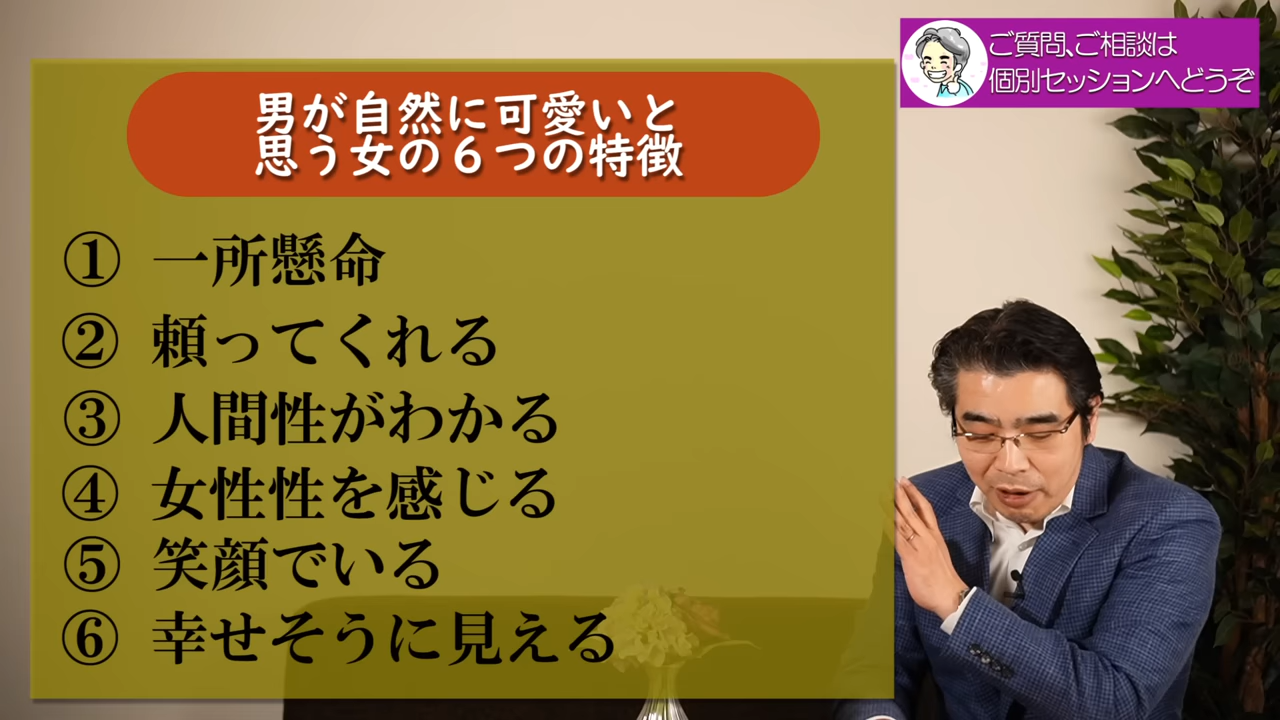 ご質問、ご相談は
個別セッションへどうぞ
男が自然に可愛いと
思う女の６つの特徴
① 一所懸命
② 頼ってくれる
③ 人間性がわかる
④ 女性性を感じる
⑤ 笑顔でいる
⑥ 幸せそうに見える